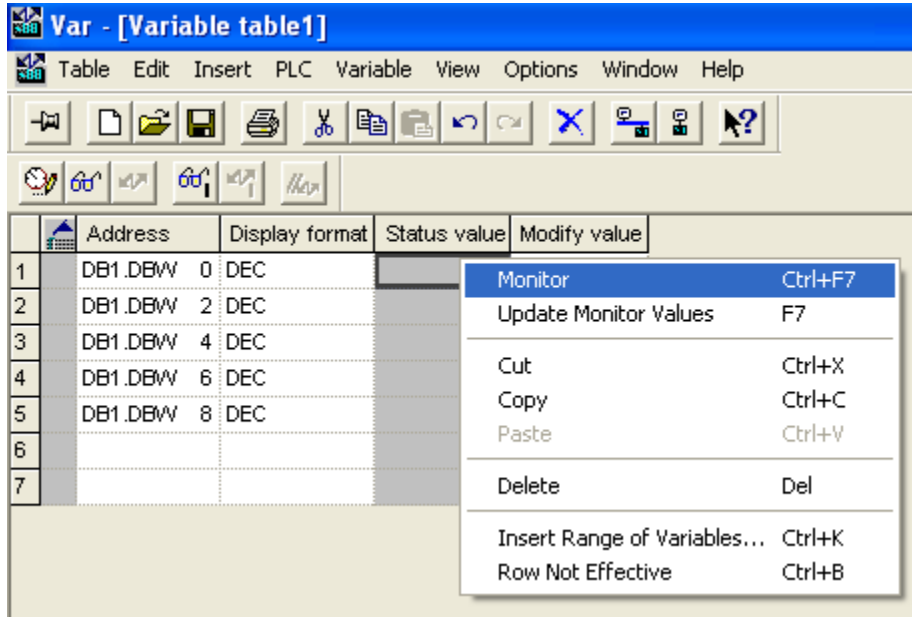 Var - [Variable table1]
Table Edit Insert PLC Variable View Options Window Help
Address Display format Status value Modify value
1 DB1.DBW 0 DEC
2 DB1.DBW 2 DEC
3 DB1.DBW 4 DEC
4 DB1.DBW 6 DEC
5 DB1.DBW 8 DEC
6
7
Monitor Ctrl+F7
Update Monitor Values F7
Cut Ctrl+X
Copy Ctrl+C
Paste Ctrl+V
Delete Del
Insert Range of Variables... Ctrl+K
Row Not Effective Ctrl+B